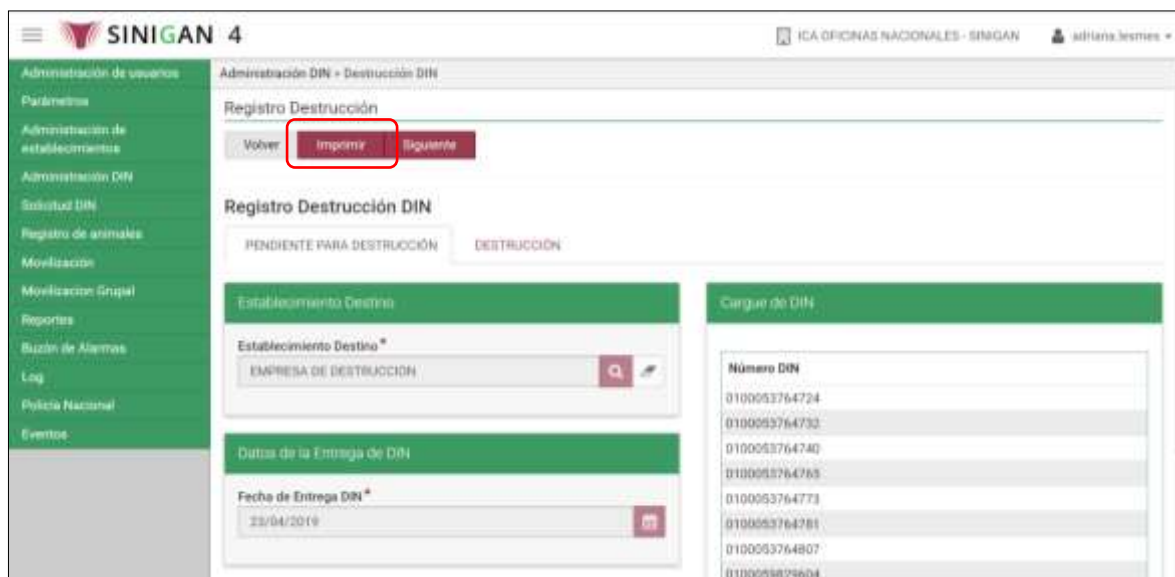 SINIGAN 4
ICA OFICINAS NACIONALES - SINIGAN
adriana.lesmes
Administración de usuarios
Parámetros
Administración de
establecimientos
Administración DIN
Solicitud DIN
Registro de animales
Movilización
Movilizacion Grupal
Reportes
Buzón de Alarmas
Log
Policía Nacional
Eventos
Administración DIN » Destrucción DIN
Registro Destrucción
Volver Imprimir Siguiente
Registro Destrucción DIN
PENDIENTE PARA DESTRUCCIÓN DESTRUCCIÓN
Establecimiento Destino
Establecimiento Destino *
EMPRESA DE DESTRUCCION
Datos de la Entrega de DIN
Fecha de Entrega DIN *
23/04/2019
Cargue de DIN
Número DIN
0100053764724
0100053764732
0100053764740
0100053764765
0100053764773
0100053764781
0100053764807
0100059829604